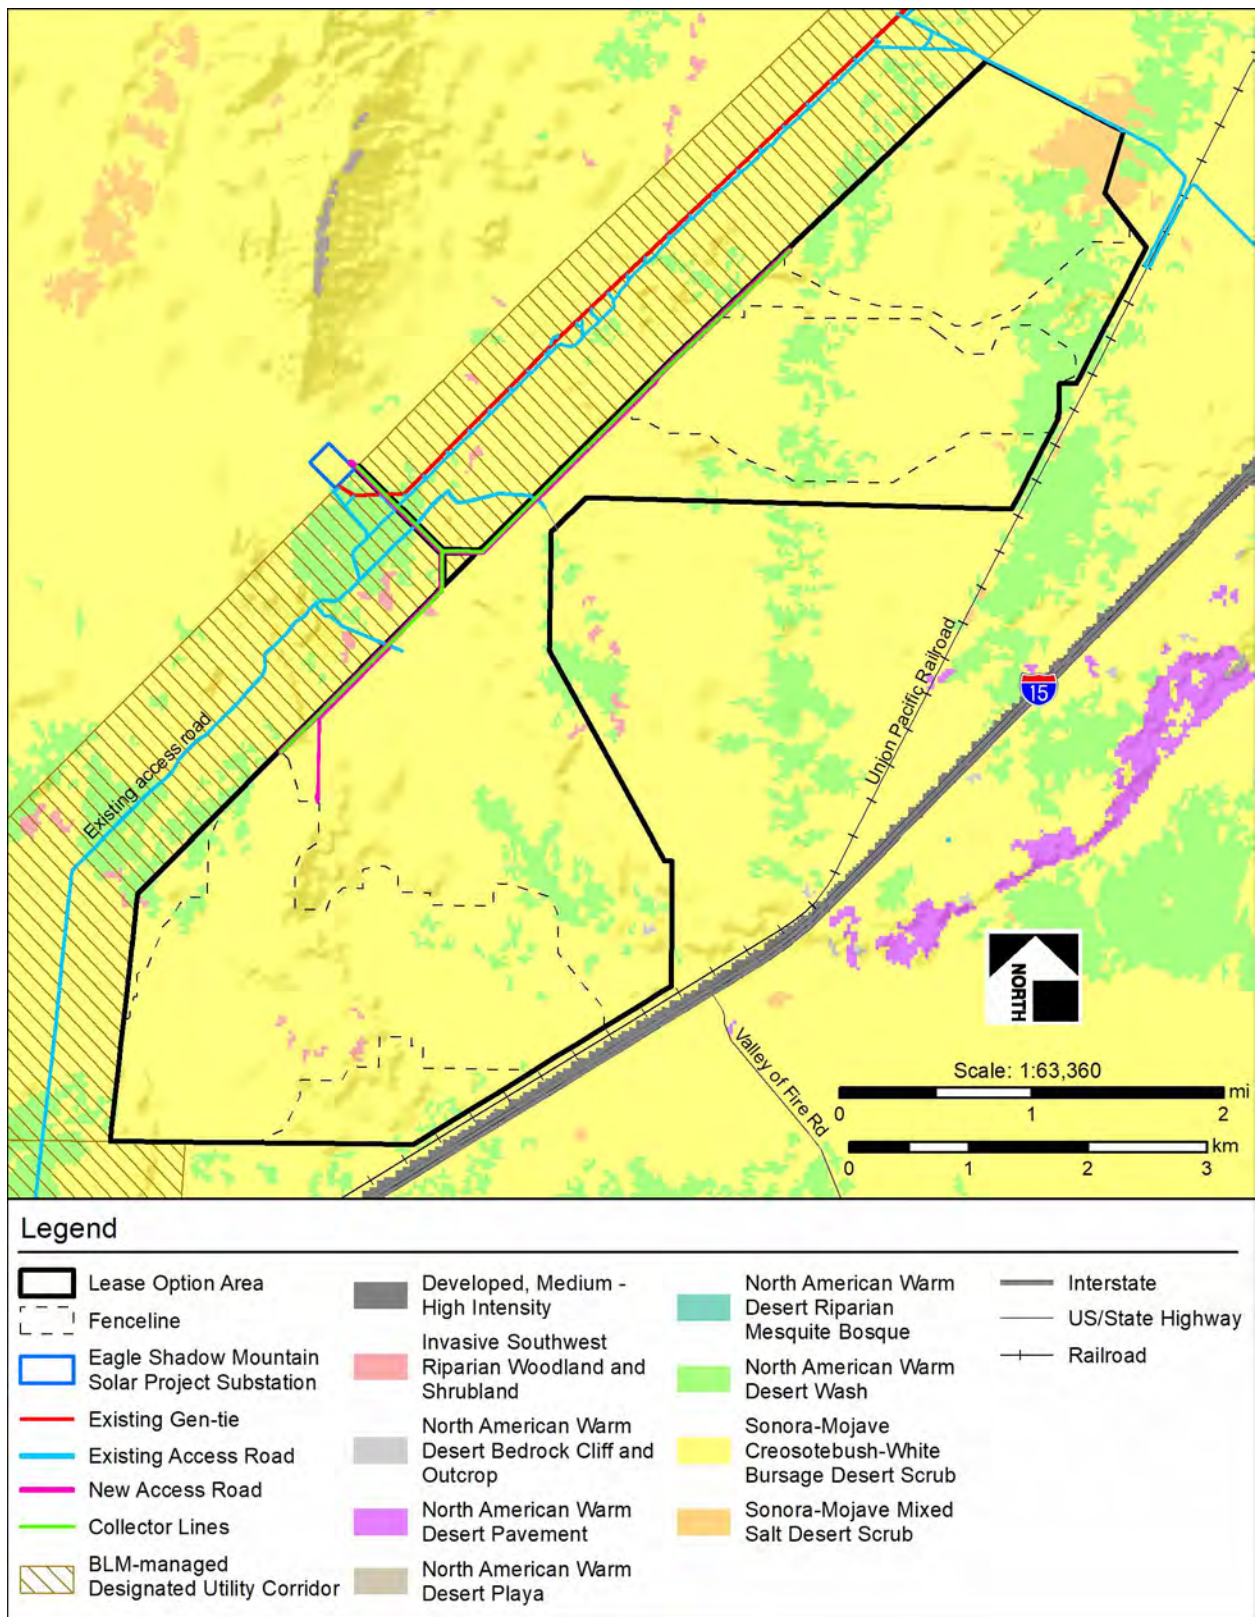 Union Pacific Railroad
15
Existing access road
NORTH
Valley of Fire Rd
Scale: 1:63,360
mi
0 1 2
km
0 1 2 3
Legend
Lease Option Area
Fenceline
Eagle Shadow Mountain
Solar Project Substation
Existing Gen-tie
Existing Access Road
New Access Road
Collector Lines
BLM-managed
Designated Utility Corridor
Developed, Medium -
High Intensity
Invasive Southwest
Riparian Woodland and
Shrubland
North American Warm
Desert Bedrock Cliff and
Outcrop
North American Warm
Desert Pavement
North American Warm
Desert Playa
North American Warm
Desert Riparian
Mesquite Bosque
North American Warm
Desert Wash
Sonora-Mojave
Creosotebush-White
Bursage Desert Scrub
Sonora-Mojave Mixed
Salt Desert Scrub
Interstate
US/State Highway
Railroad